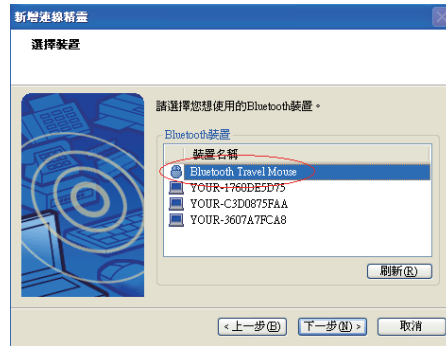 新增連線精靈
選擇裝置
請選擇您想使用的Bluetooth裝置。
Bluetooth裝置
裝置名稱
Bluetooth Travel Mouse
YOUR-1760DE5D75
YOUR-C3D0875FAA
YOUR-3607A7FCA8
刷新(R)
<上一步(B)
下一步(N)>
取消